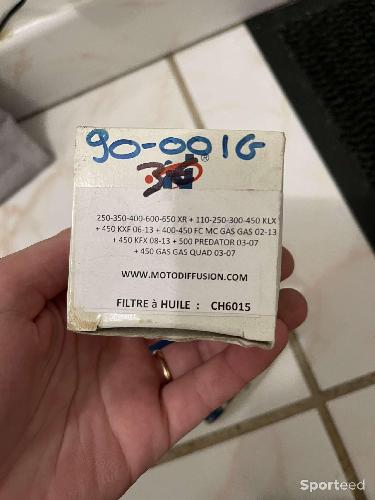 90-001G
250-350-400-600-650 XR + 110-250-300-450 KLX
+ 450 KXF 06-13 + 400-450 FC MC GAS GAS 02-13
+ 450 KFX 08-13 + 500 PREDATOR 03-07
+ 450 GAS GAS QUAD 03-07
WWW.MOTODIFFUSION.COM
FILTRE à HUILE : CH6015
Sporteed